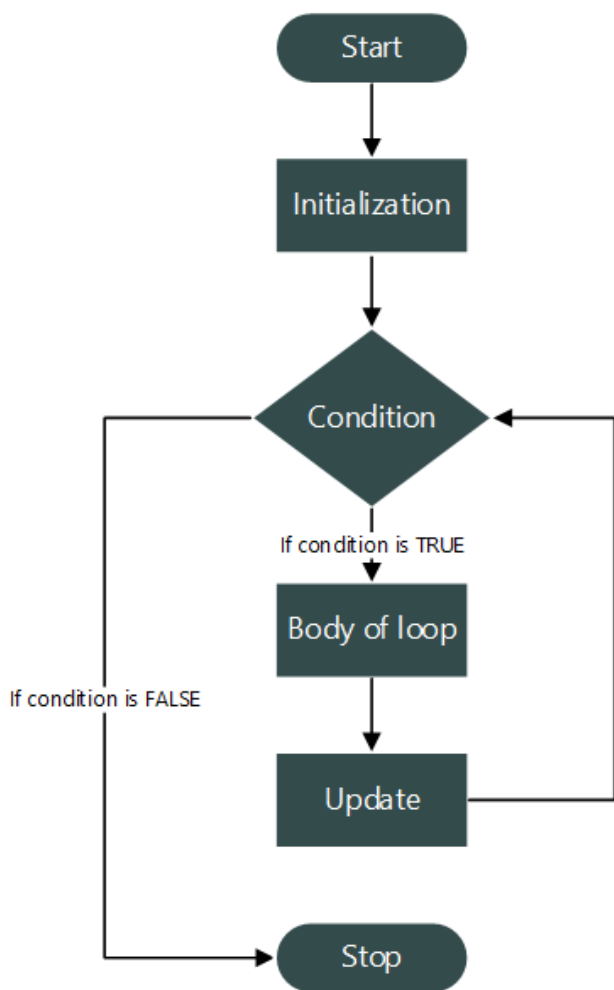 Start
Initialization
Condition
If condition is TRUE
Body of loop
If condition is FALSE
Update
Stop